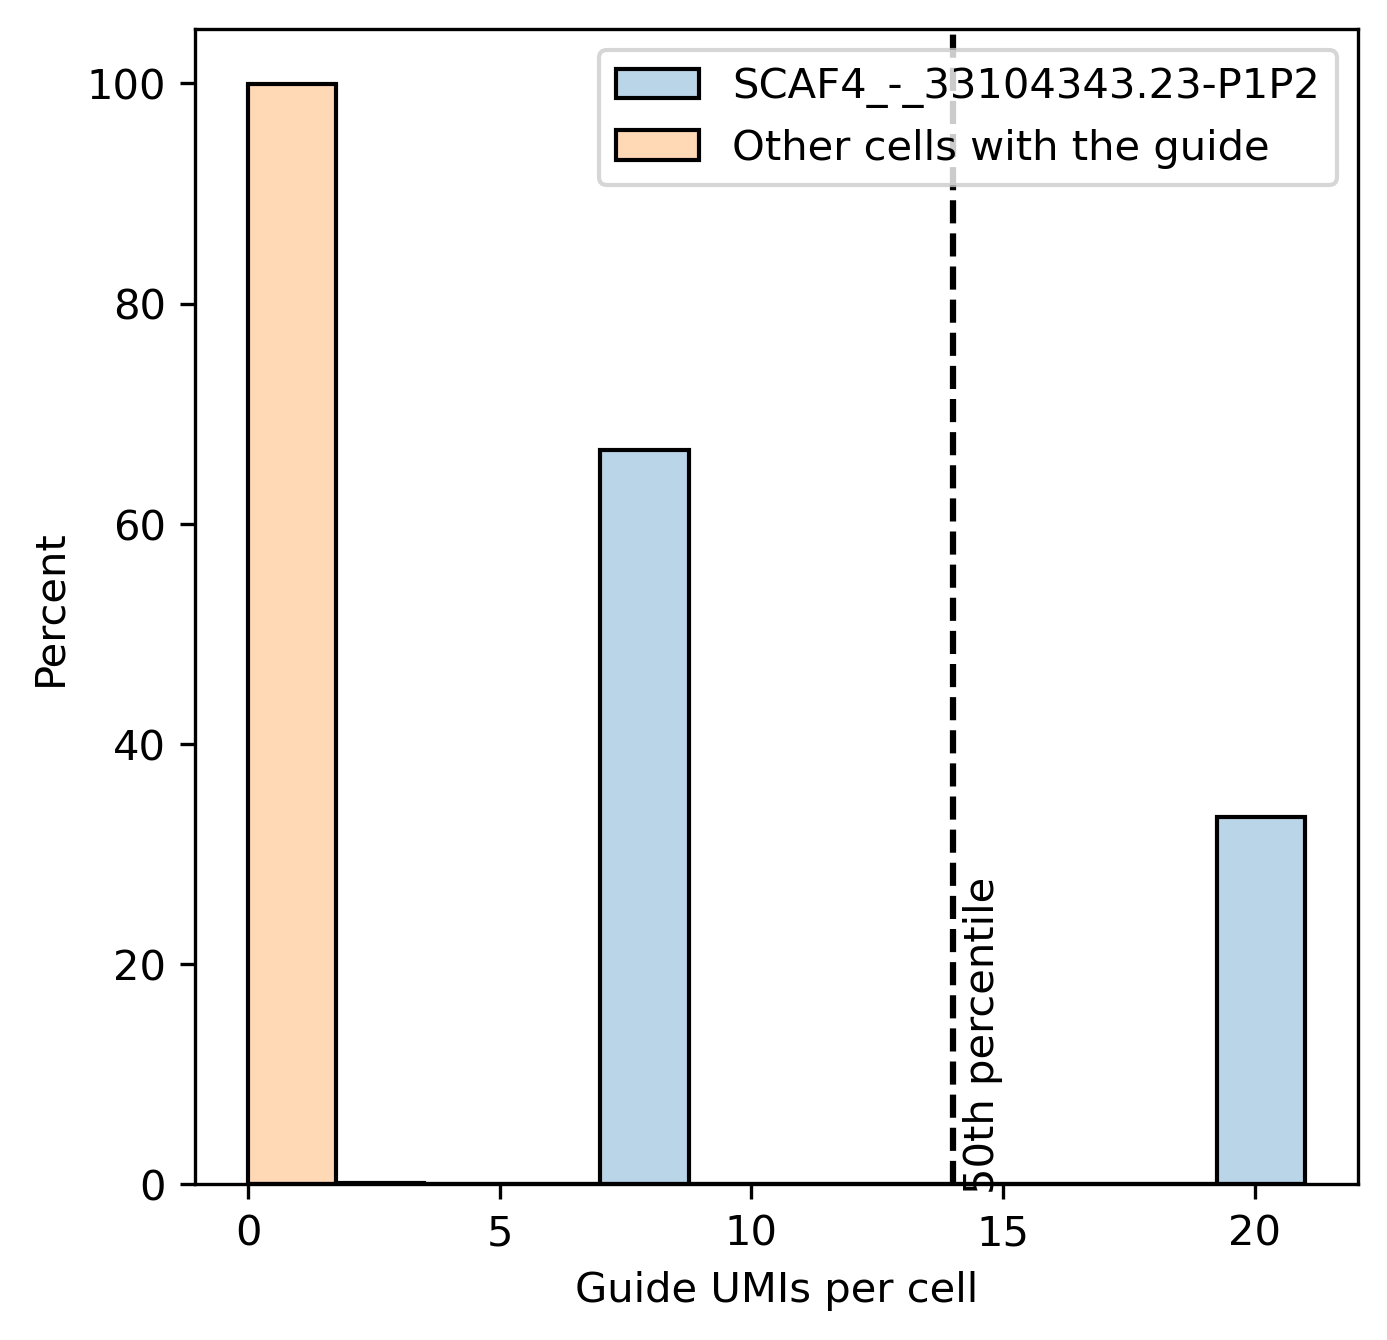 SCAF4_-_33104343.23-P1P2
Other cells with the guide
100
80
60
40
20
0
Percent
50th percentile
0 5 10 15 20
Guide UMIs per cell